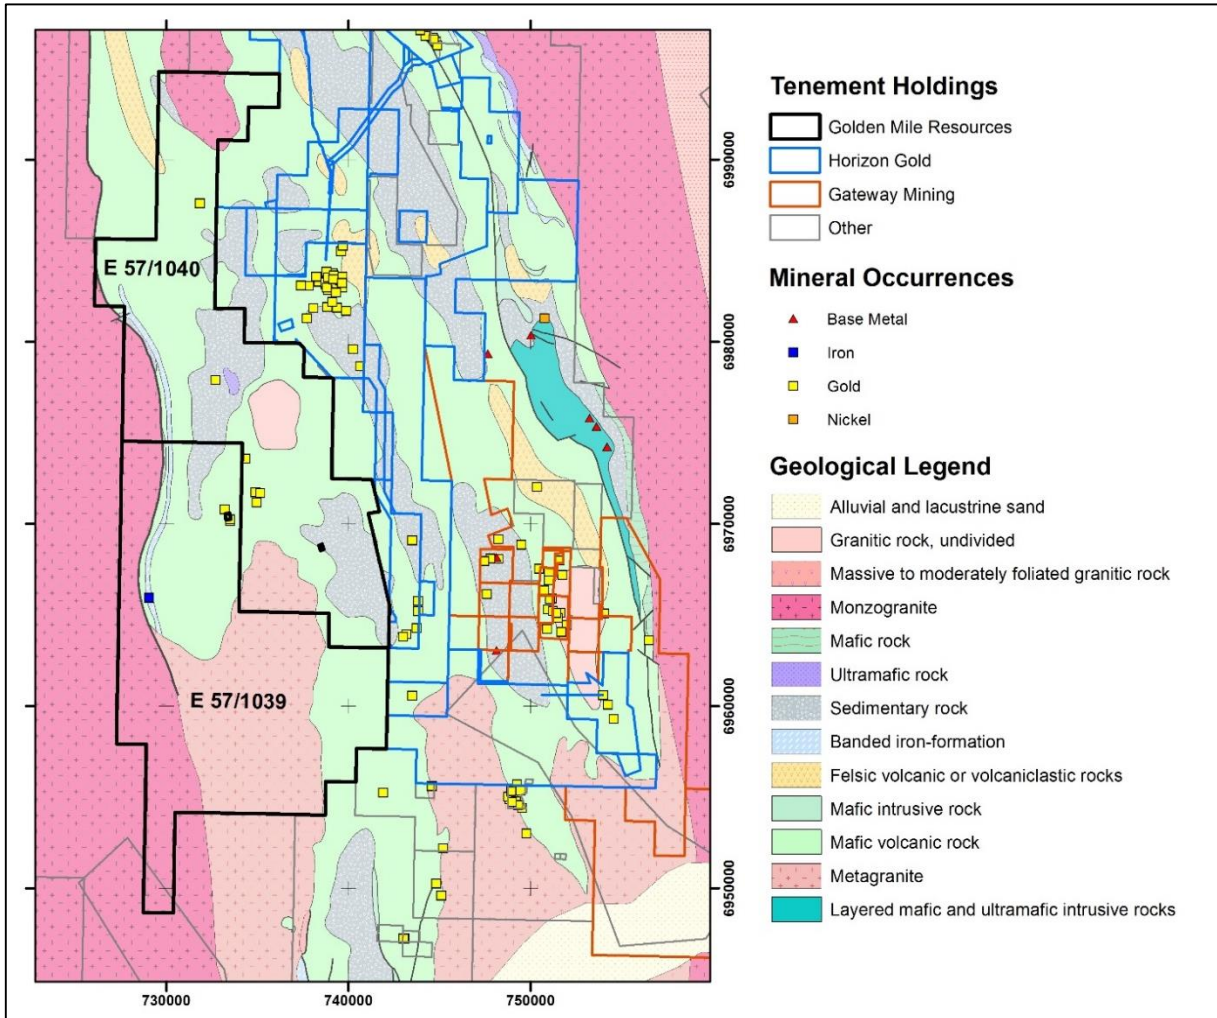 730000
740000
750000
6990000
6980000
6970000
6960000
6950000
E 57/1040
E 57/1039
730000
740000
750000
Tenement Holdings
Golden Mile Resources
Horizon Gold
Gateway Mining
Other
Mineral Occurrences
Base Metal
Iron
Gold
Nickel
Geological Legend
Alluvial and lacustrine sand
Granitic rock, undivided
Massive to moderately foliated granitic rock
Monzogranite
Mafic rock
Ultramafic rock
Sedimentary rock
Banded iron-formation
Felsic volcanic or volcaniclastic rocks
Mafic intrusive rock
Mafic volcanic rock
Metagranite
Layered mafic and ultramafic intrusive rocks